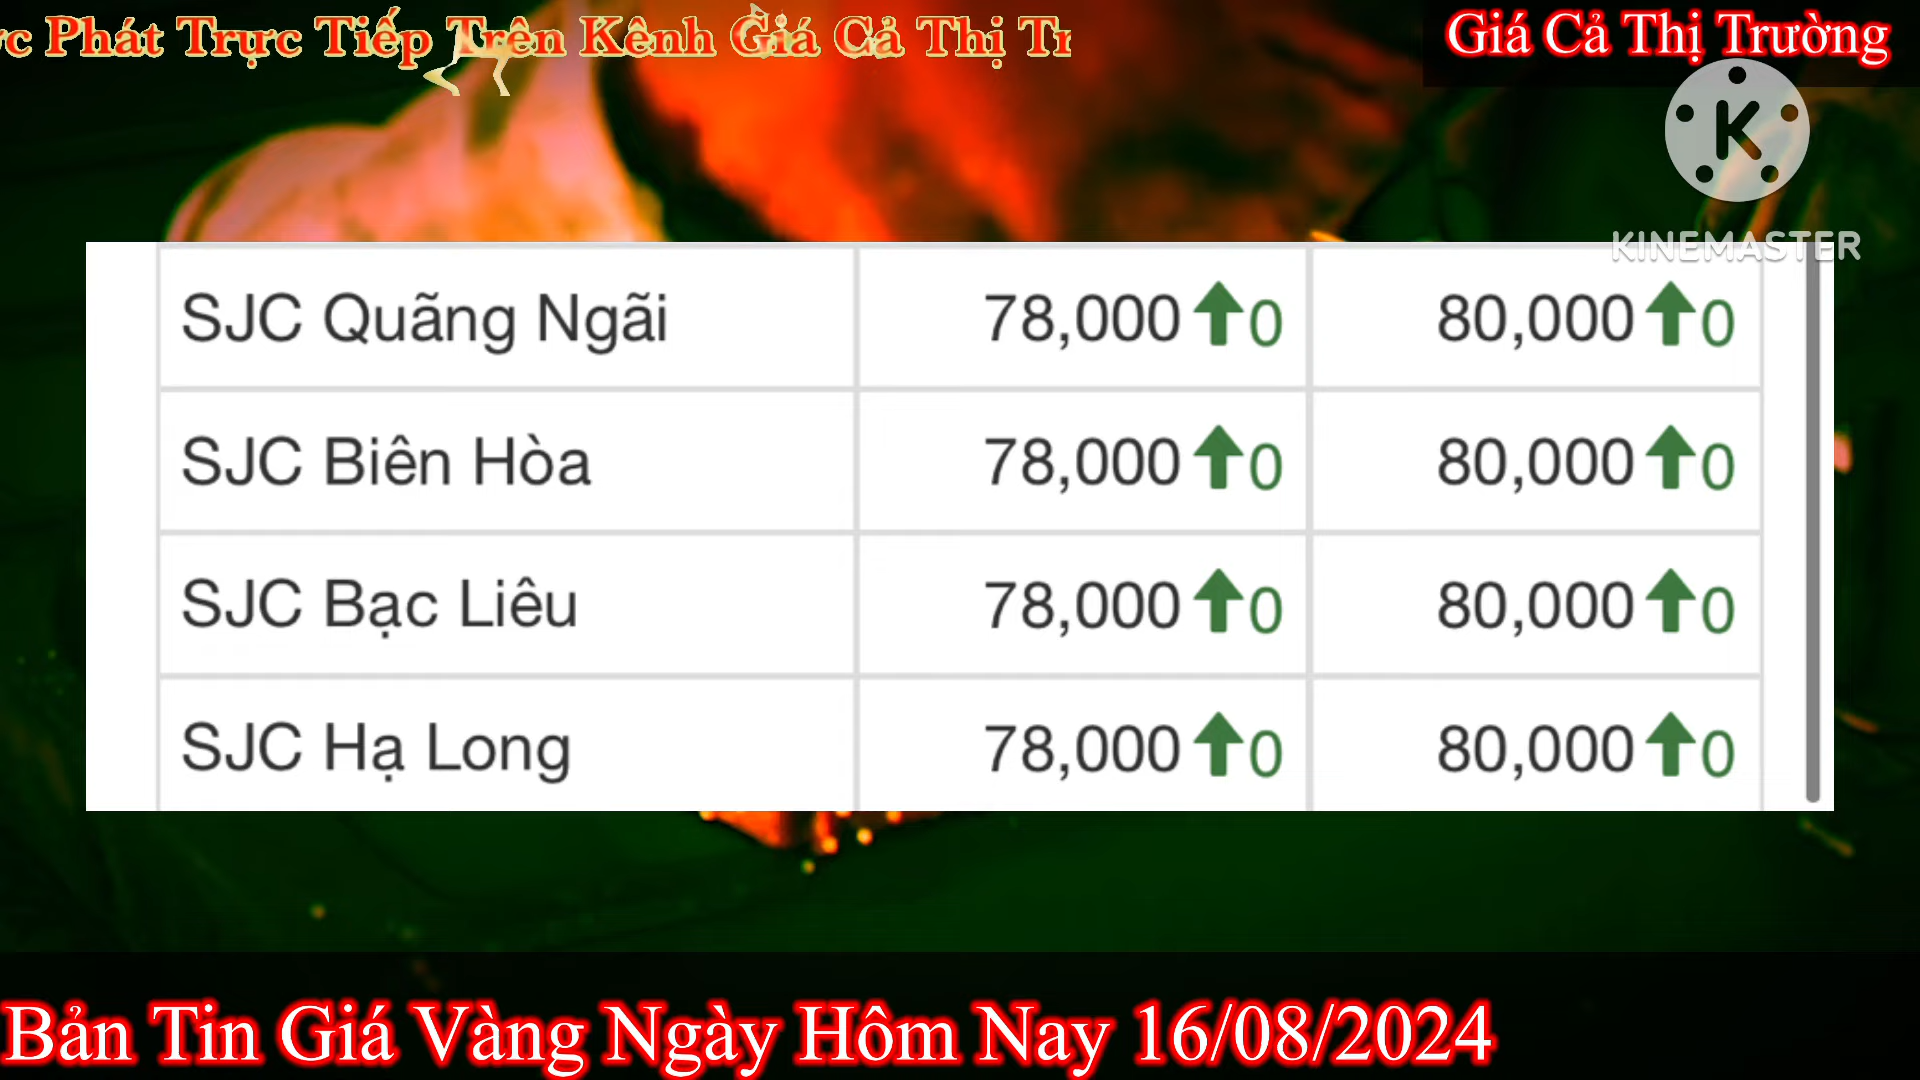 Phát Trực Tiếp Trên Kênh Giá Cả Thị
Giá Cả Thị Trường
K
KINEMASTER
SJC Quãng Ngãi 78,000 0 80,000 0
SJC Biên Hòa 78,000 0 80,000 0
SJC Bạc Liêu 78,000 0 80,000 0
SJC Hạ Long 78,000 0 80,000 0
Bản Tin Giá Vàng Ngày Hôm Nay 16/08/2024